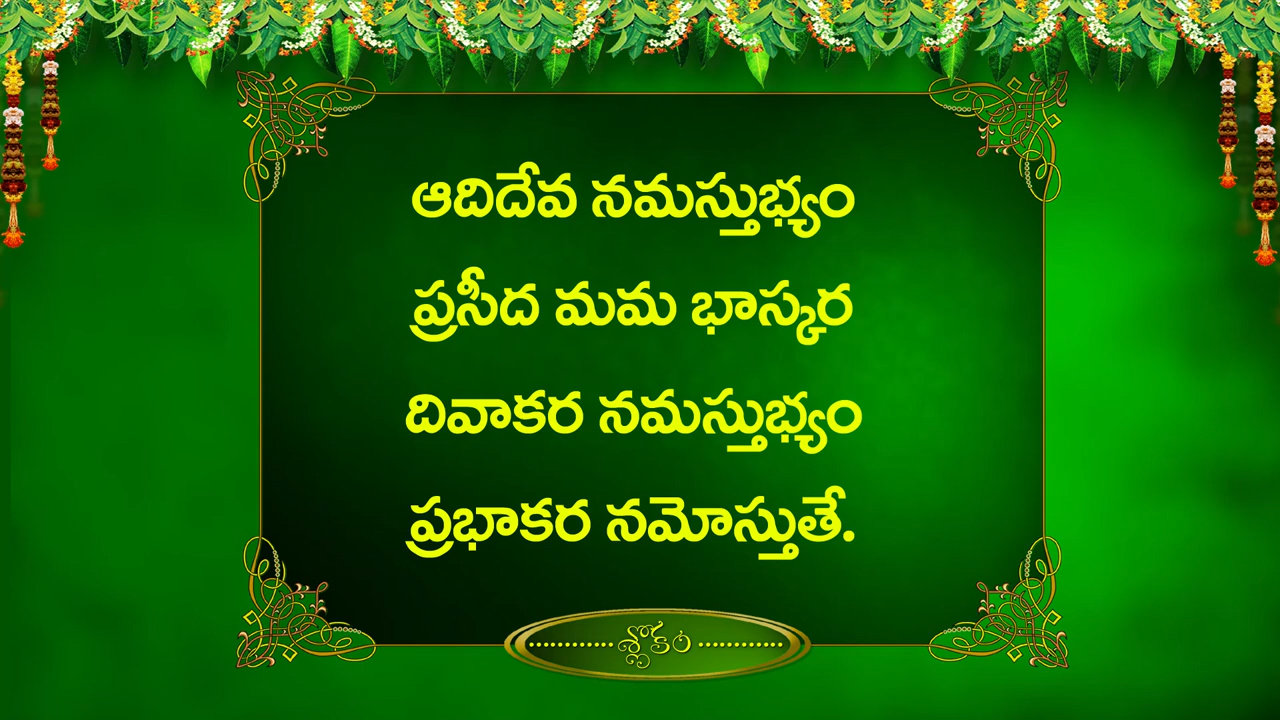 ఆదిదేవ నమస్తుభ్యం
ప్రసీద మమ భాస్కర
దివాకర నమస్తుభ్యం
ప్రభాకర నమోస్తుతే.
శ్లోకం